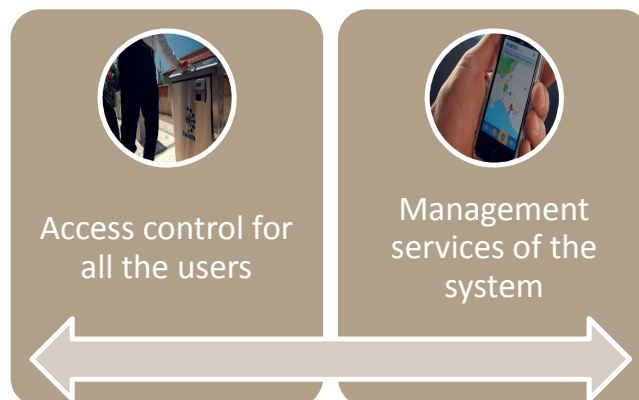 Access control for
all the users
Management
services of the
system